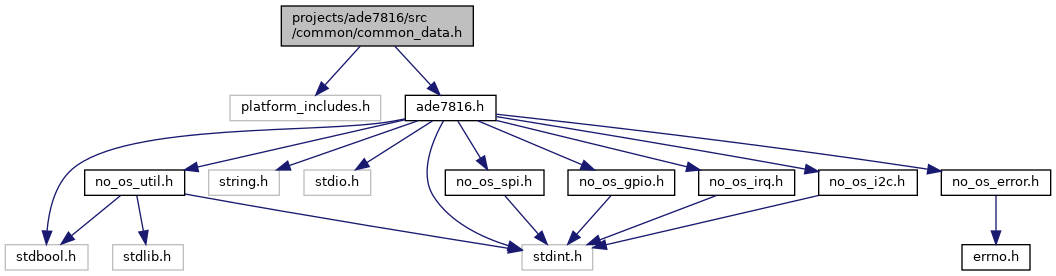 projects/ade7816/src
/common/common_data.h
platform_includes.h
ade7816.h
no_os_util.h
string.h
stdio.h
no_os_spi.h
no_os_gpio.h
no_os_irq.h
no_os_i2c.h
no_os_error.h
stdbool.h
stdlib.h
stdint.h
errno.h